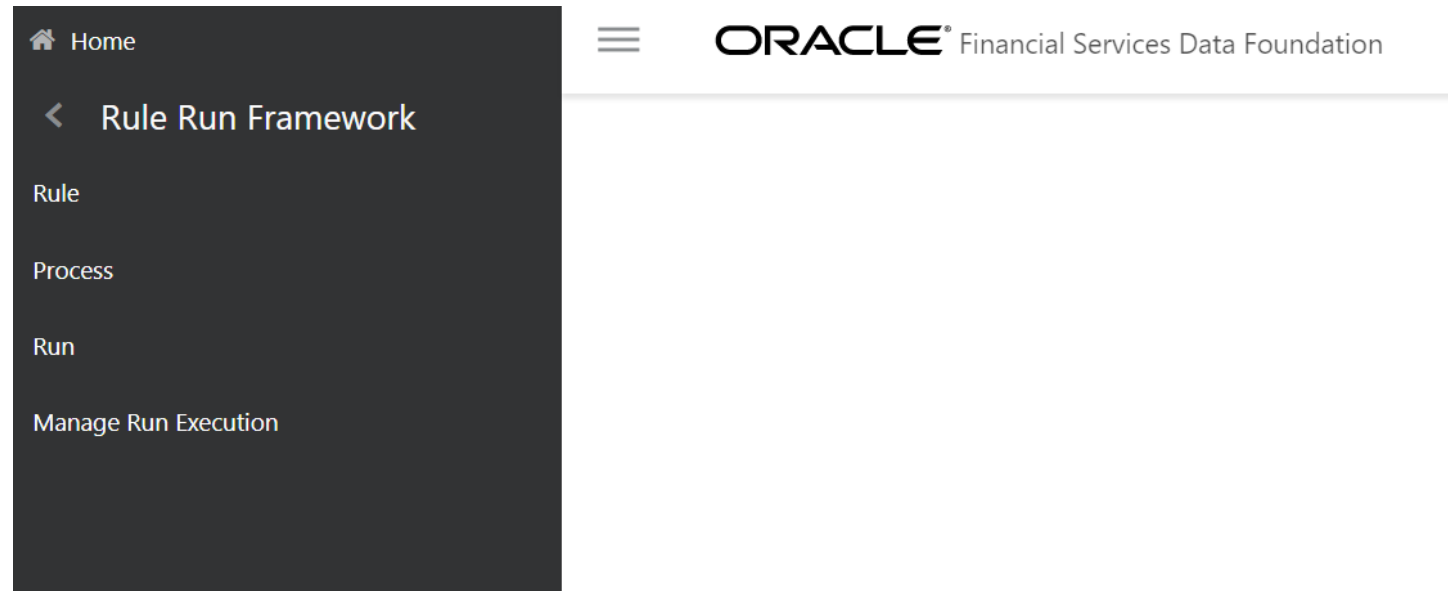 Home
Rule Run Framework
Rule
Process
Run
Manage Run Execution
ORACLE® Financial Services Data Foundation